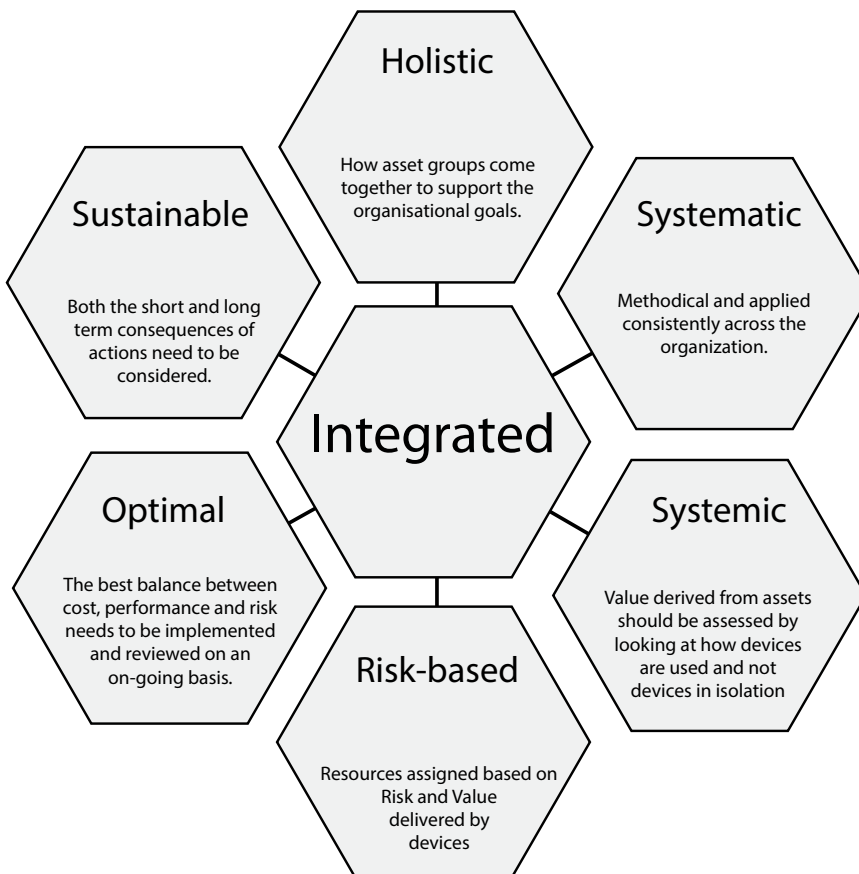 Holistic
How asset groups come
together to support the
organisational goals.
Sustainable
Both the short and long
term consequences of
actions need to be
considered.
Systematic
Methodical and applied
consistently across the
organization.
Integrated
Optimal
The best balance between
cost, performance and risk
needs to be implemented
and reviewed on an
on-going basis.
Systemic
Value derived from assets
should be assessed by
looking at how devices
are used and not
devices in isolation
Risk-based
Resources assigned based on
Risk and Value
delivered by
devices